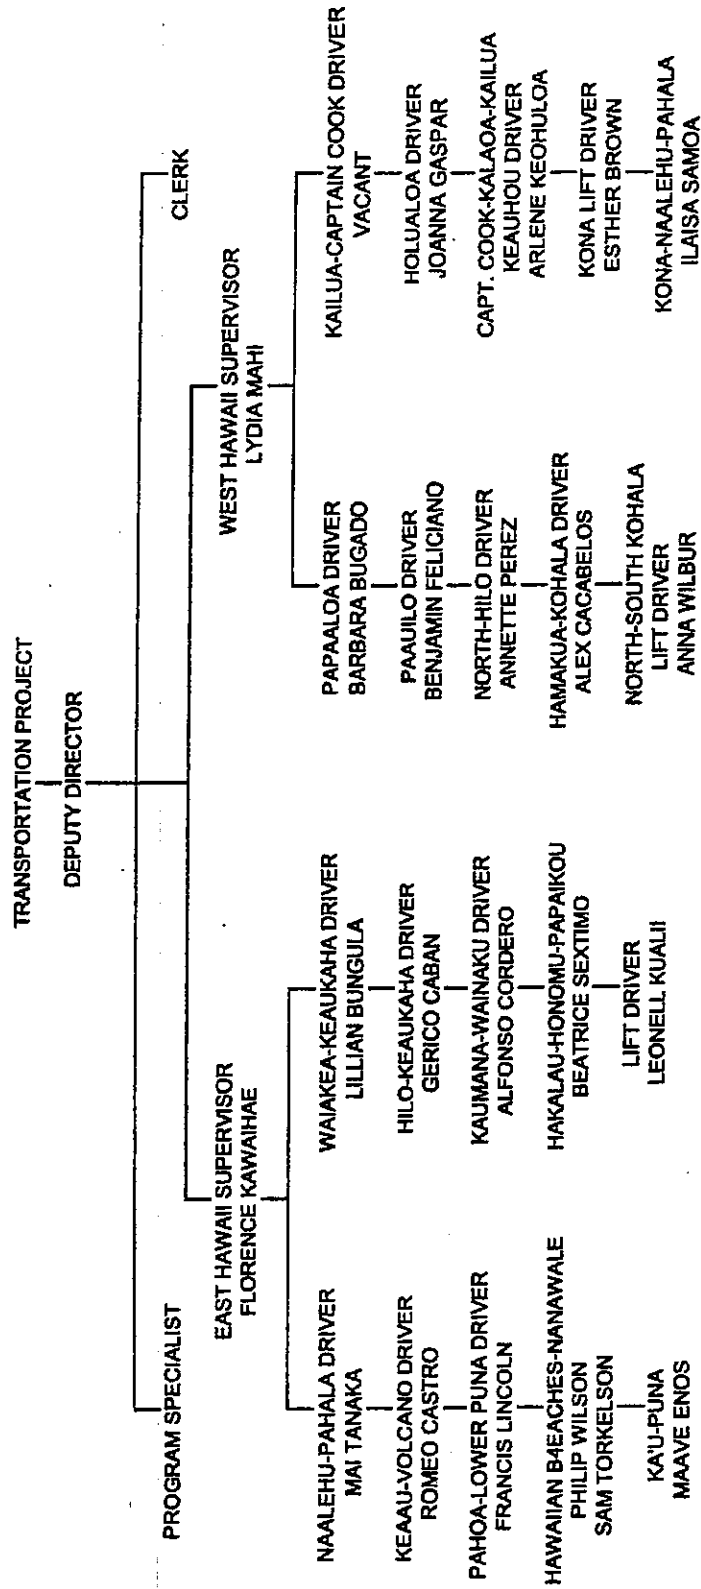 TRANSPORTATION PROJECT
DEPUTY DIRECTOR
PROGRAM SPECIALIST
CLERK
EAST HAWAII SUPERVISOR
FLORENCE KAWAIHAE
NAALEHU-PAHALA DRIVER
MAI TANAKA
KEAAU-VOLCANO DRIVER
ROMEO CASTRO
PAHOA-LOWER PUNA DRIVER
FRANCIS LINCOLN
HAWAIIAN B4EACHES-NANAWALE
PHILIP WILSON
SAM TORKELSON
KA'U-PUNA
MAAVE ENOS
WAIAKEA-KEAUKAHA DRIVER
LILLIAN BUNGULA
HILO-KEAUKAHA DRIVER
GERICO CABAN
KAUMANA-WAINAKU DRIVER
ALFONSO CORDERO
HAKALAU-HONOMU-PAPAIKOU
BEATRICE SEXTIMO
LIFT DRIVER
LEONELL KUALII
WEST HAWAII SUPERVISOR
LYDIA MAHI
PAPAALOA DRIVER
BARBARA BUGADO
PAAUILO DRIVER
BENJAMIN FELICIANO
NORTH-HILO DRIVER
ANNETTE PEREZ
HAMAKUA-KOHALA DRIVER
ALEX CACABELOS
NORTH-SOUTH KOHALA
LIFT DRIVER
ANNA WILBUR
KAILUA-CAPTAIN COOK DRIVER
VACANT
HOLUALOA DRIVER
JOANNA GASPAR
CAPT. COOK-KALAOA-KAILUA
KEAUHOU DRIVER
ARLENE KEOHULOA
KONA LIFT DRIVER
ESTHER BROWN
KONA-NAALEHU-PAHALA
ILAISA SAMOA